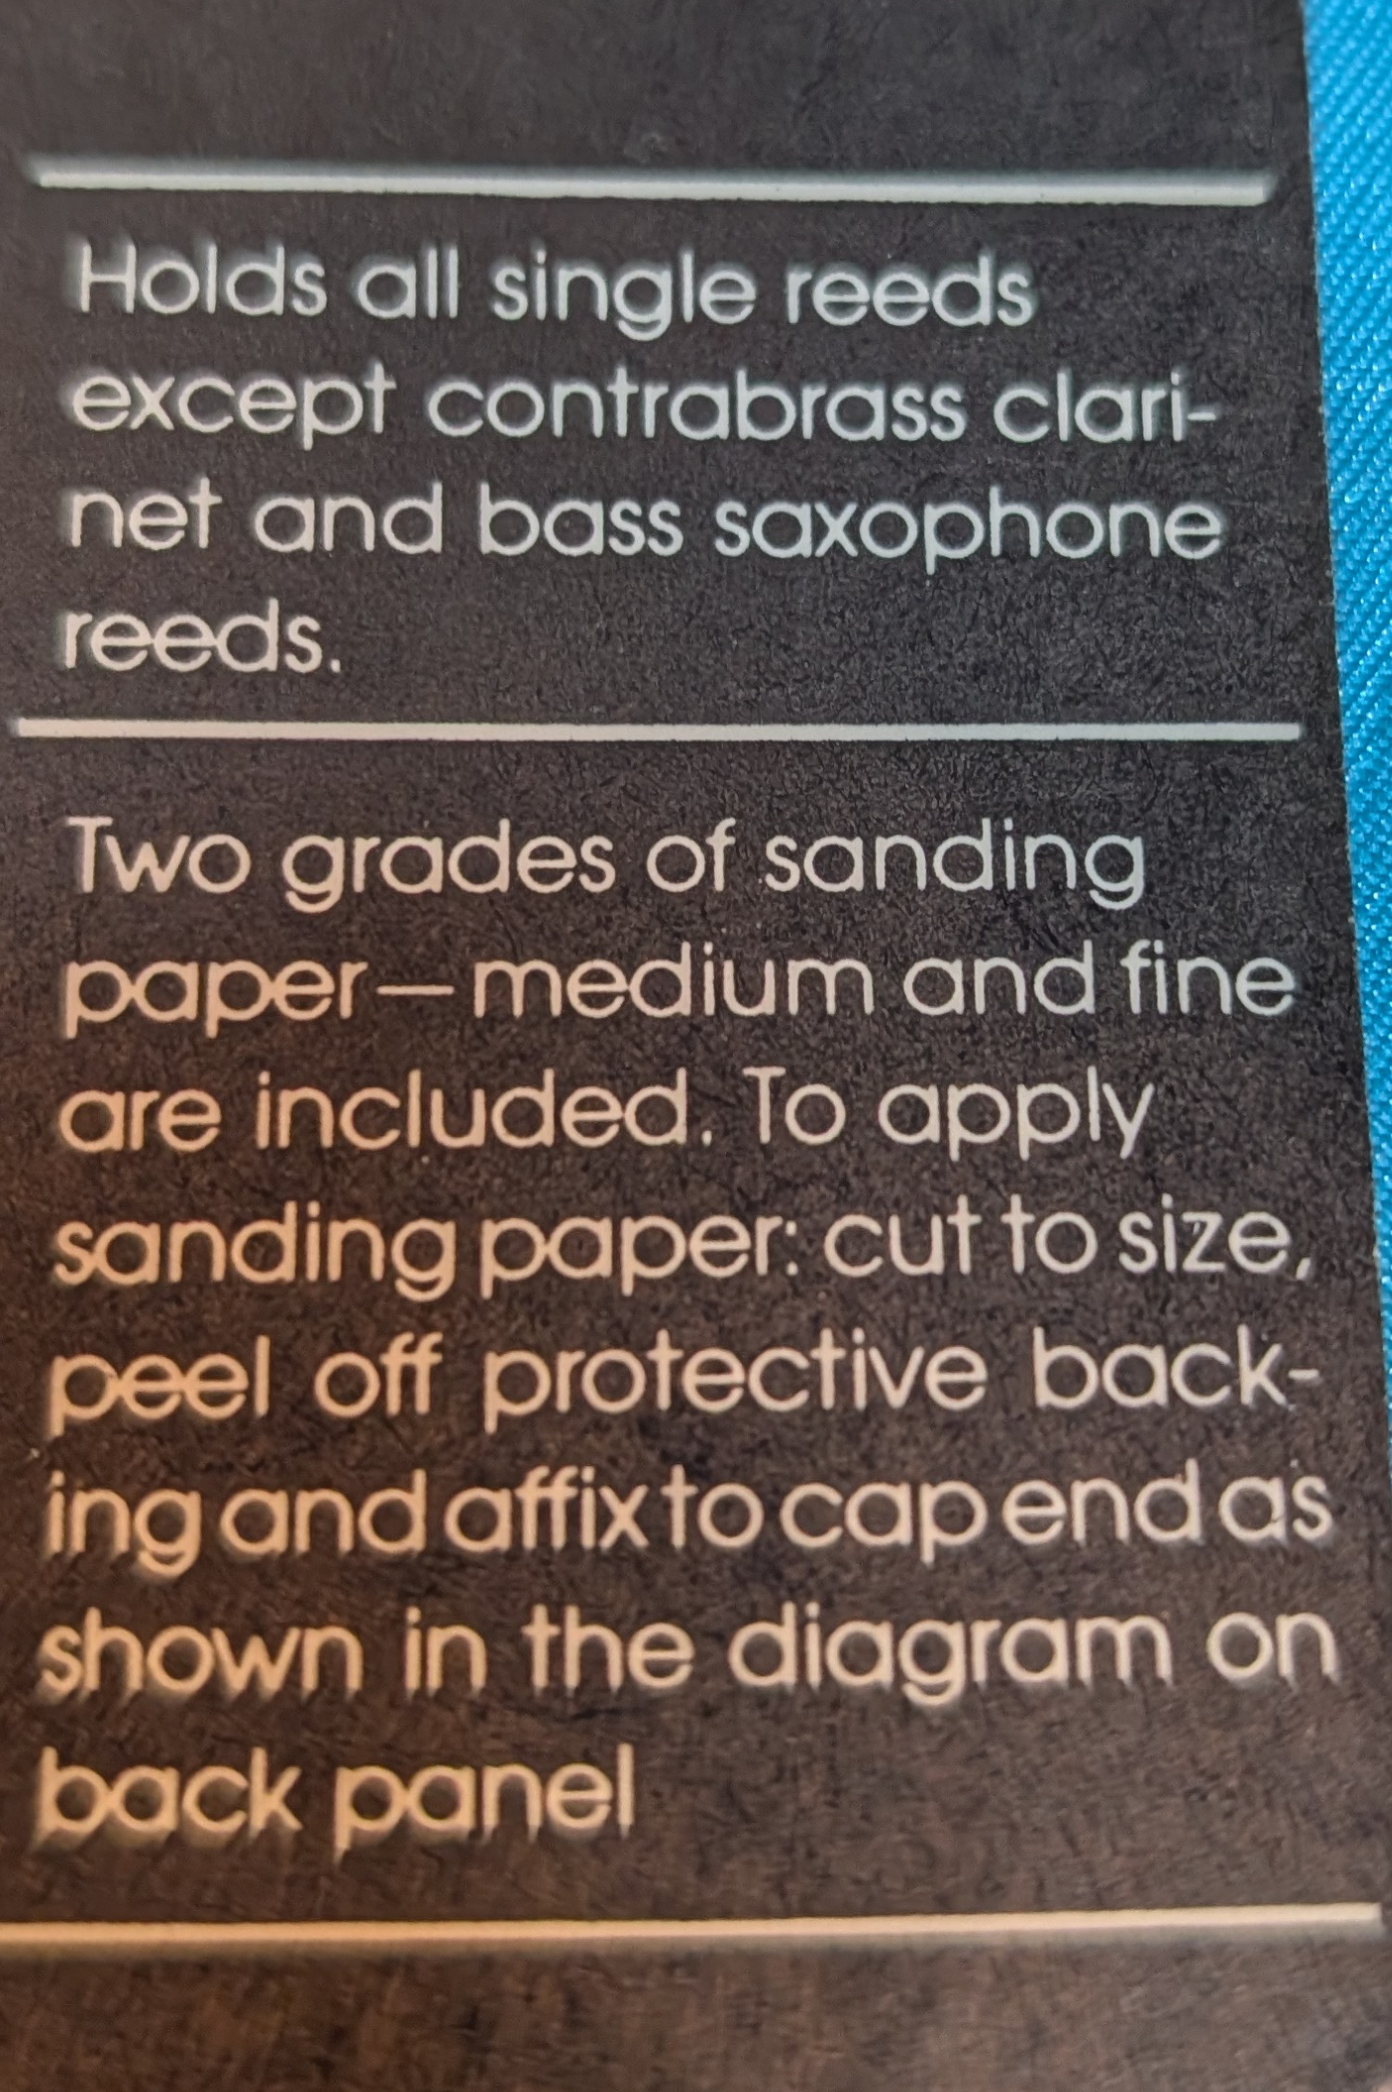 Holds all single reeds
except contrabrass clari-
net and bass saxophone
reeds.
Two grades of sanding
paper—medium and fine
are included. To apply
sanding paper: cut to size,
peel off protective back-
ing and affix to cap end as
shown in the diagram on
back panel